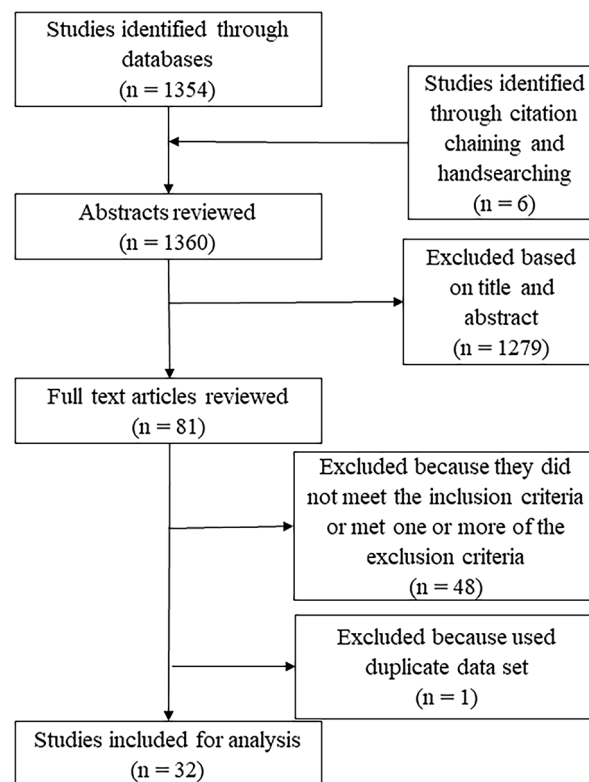 Studies identified through
databases
(n = 1354)
Studies identified
through citation
chaining and
handsearching
(n = 6)
Abstracts reviewed
(n = 1360)
Excluded based
on title and
abstract
(n = 1279)
Full text articles reviewed
(n = 81)
Excluded because they did
not meet the inclusion criteria
or met one or more of the
exclusion criteria
(n = 48)
Excluded because used
duplicate data set
(n = 1)
Studies included for analysis
(n = 32)